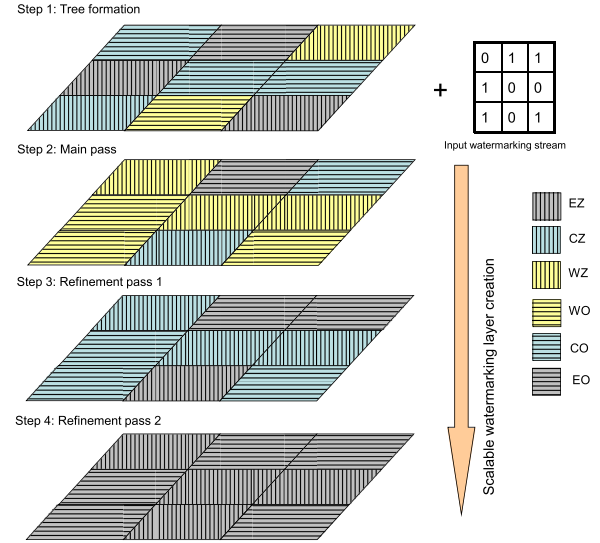 Step 1: Tree formation
+
0 1 1
1 0 0
1 0 1
Input watermarking stream
Step 2: Main pass
EZ
CZ
WZ
WO
CO
EO
Scalable watermarking layer creation
Step 3: Refinement pass 1
Step 4: Refinement pass 2